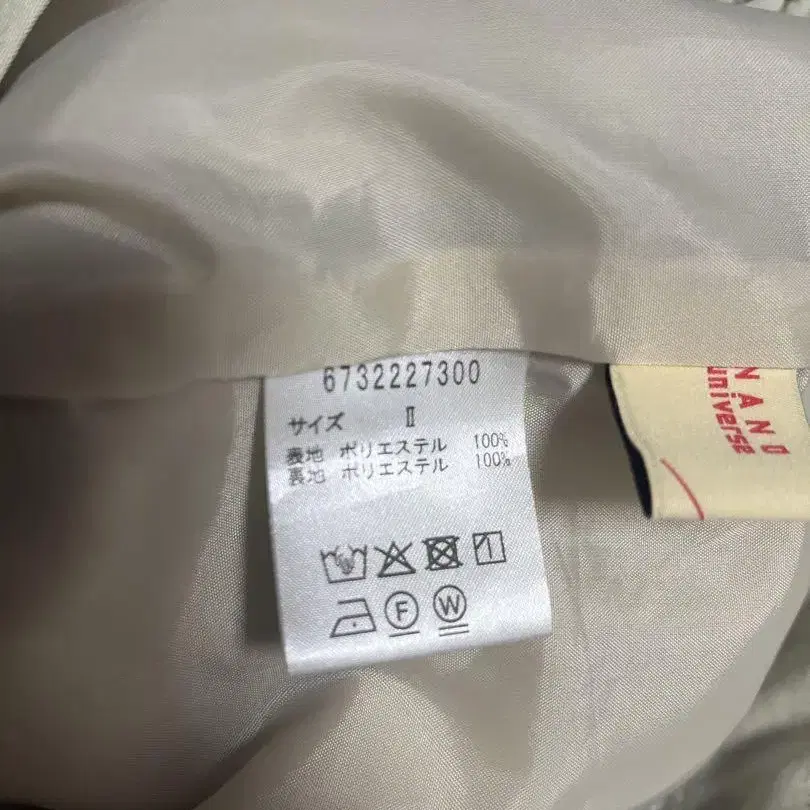 6732227300
サイズ Ⅱ
表地 ポリエステル 100%
裏地 ポリエステル 100%
F W
NANO
universe